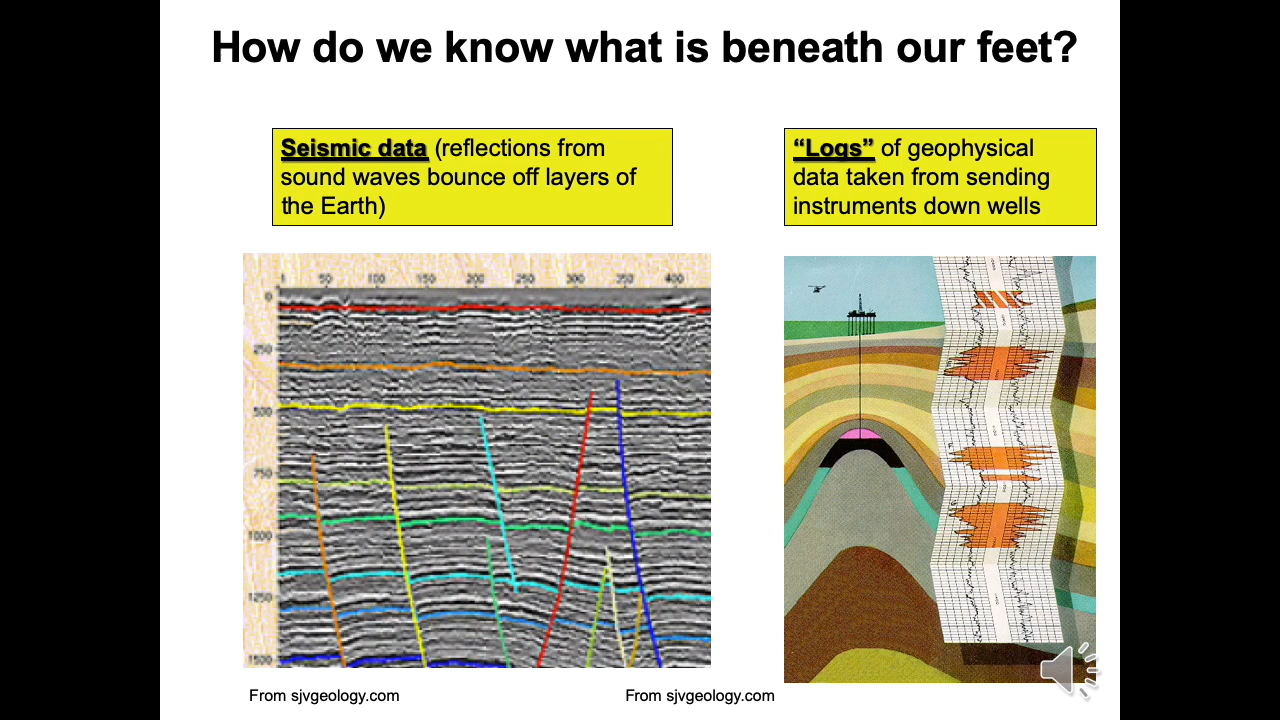 How do we know what is beneath our feet?
Seismic data (reflections from
sound waves bounce off layers of
the Earth)
“Logs” of geophysical
data taken from sending
instruments down wells
1 50 100 150 200 250 300 350 400
0
250
500
750
1000
1250
1500
From sjvgeology.com
From sjvgeology.com